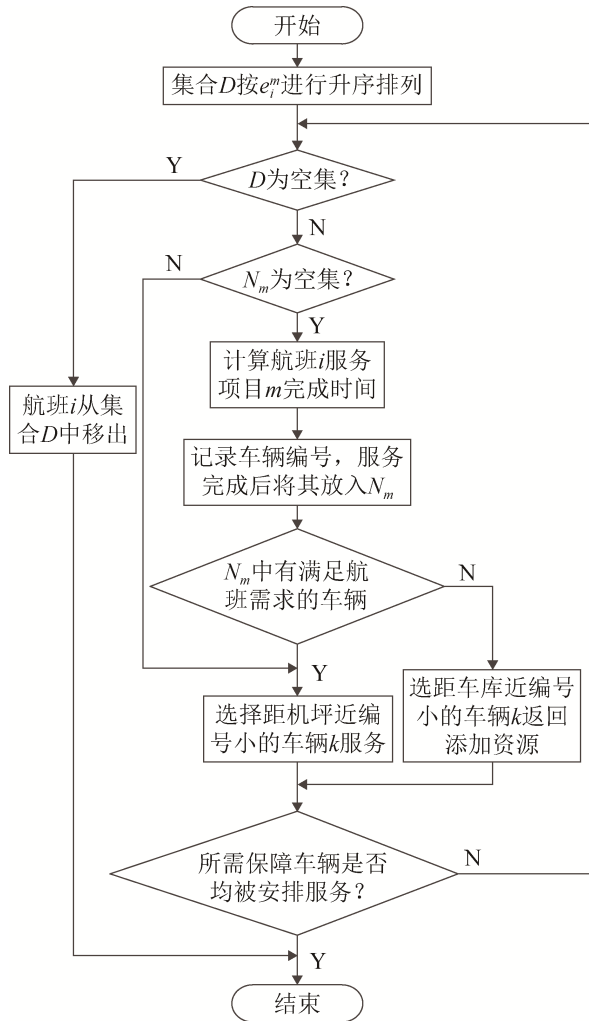 开始
集合D按e_i^m进行升序排列
Y
D为空集？
N
N
N_m为空集？
Y
计算航班i服务
项目m完成时间
航班i从集
合D中移出
记录车辆编号，服务
完成后将其放入N_m
N_m中有满足航
班需求的车辆
N
Y
选择距机坪近编
号小的车辆k服务
选距车库近编号
小的车辆k返回
添加资源
所需保障车辆是否
均被安排服务？
N
Y
结束